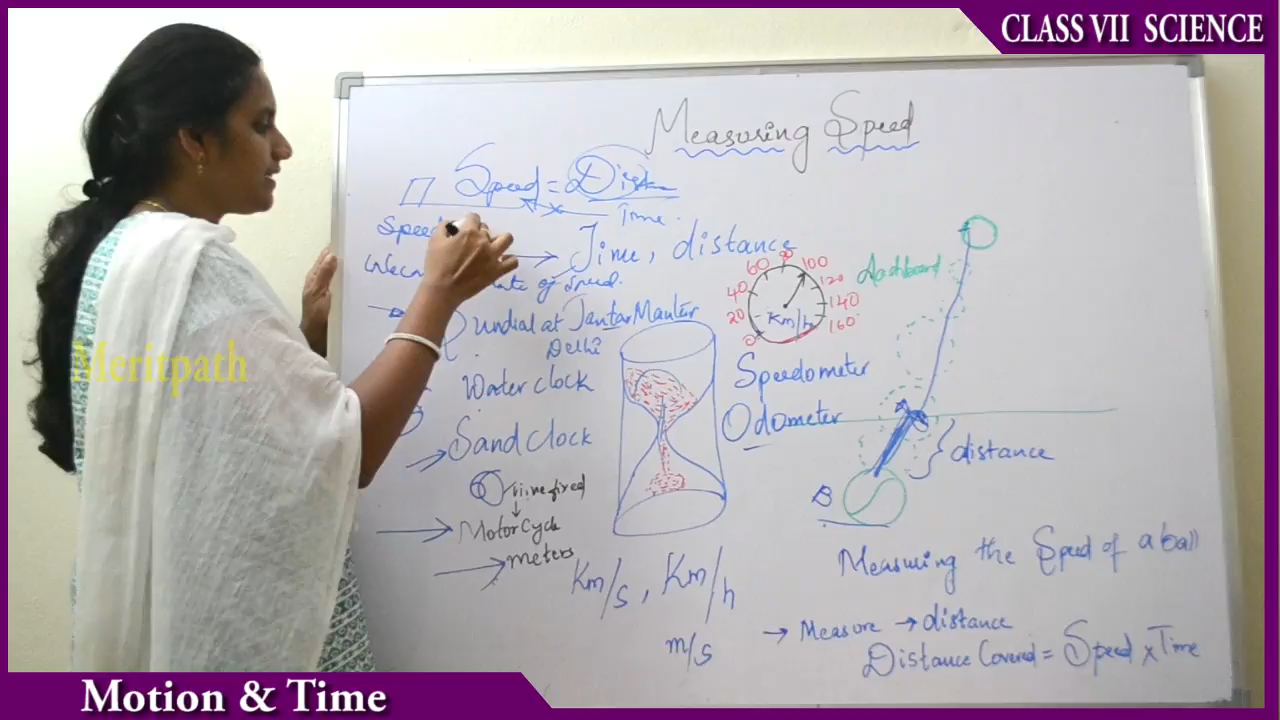 CLASS VII SCIENCE
Measuring Speed
Speed = Dist
Time.
Speed
Time, distance
rate of Speed.
Sundial at Jantar Manter
Delhi
Water clock
Sand clock
time fixed
Motorcycle
meters
Km/s, Km/h
m/s
0 20 40 60 80 100 120 140 160
Km/h
dashboard
Speedometer
Odometer
distance
B
Measuring the Speed of a ball
→ Measure → distance
Distance Covered = Speed x Time
Meritpath
Motion & Time